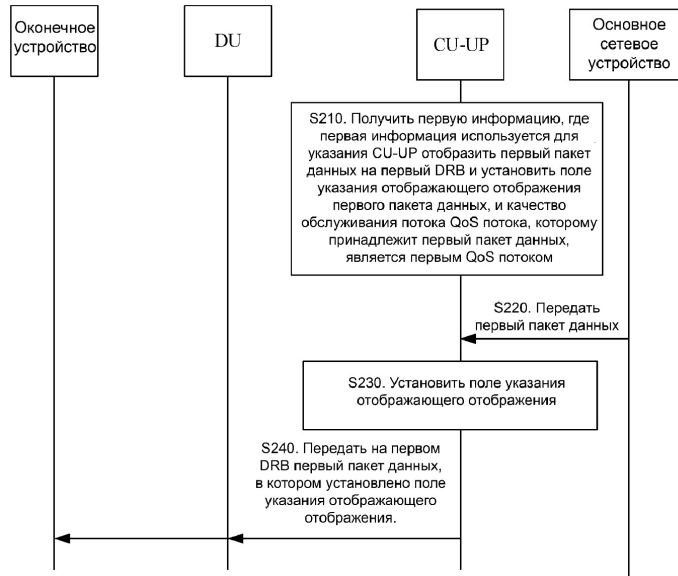 Оконечное
устройство
DU
CU-UP
Основное
сетевое
устройство
S210. Получить первую информацию, где
первая информация используется для
указания CU-UP отобразить первый пакет
данных на первый DRB и установить поле
указания отображающего отображения
первого пакета данных, и качество
обслуживания потока QoS потока, которому
принадлежит первый пакет данных,
является первым QoS потоком
S220. Передать
первый пакет данных
S230. Установить поле указания
отображающего отображения
S240. Передать на первом
DRB первый пакет данных,
в котором установлено поле
указания отображающего
отображения.